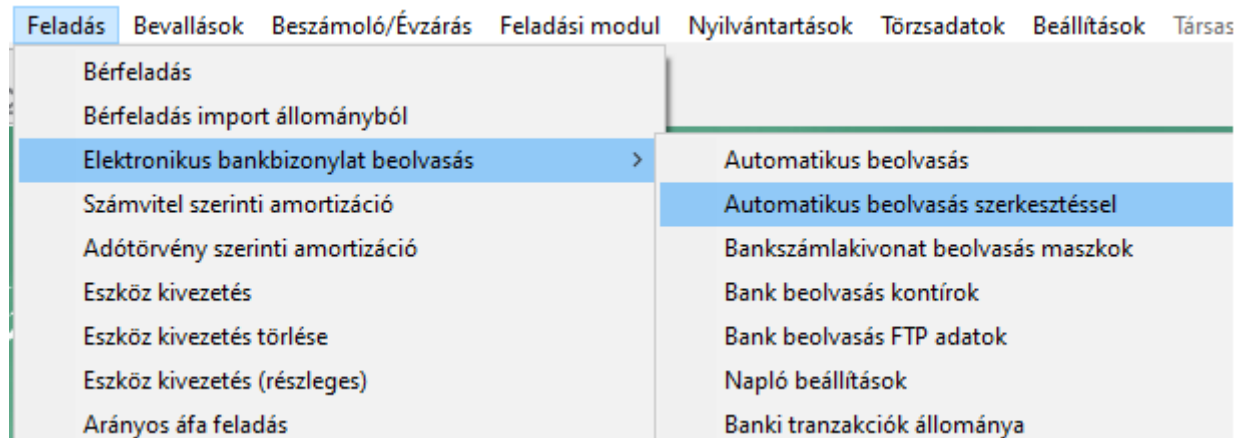 Feladás Bevallások Beszámoló/Évzárás Feladási modul Nyilvántartások Törzsadatok Beállítások
Bérfeladás
Bérfeladás import állományból
Elektronikus bankbizonylat beolvasás
Számvitel szerinti amortizáció
Adótörvény szerinti amortizáció
Eszköz kivezetés
Eszköz kivezetés törlése
Eszköz kivezetés (részleges)
Arányos áfa feladás
Automatikus beolvasás
Automatikus beolvasás szerkesztéssel
Bankszámlakivonat beolvasás maszkok
Bank beolvasás kontírok
Bank beolvasás FTP adatok
Napló beállítások
Banki tranzakciók állománya